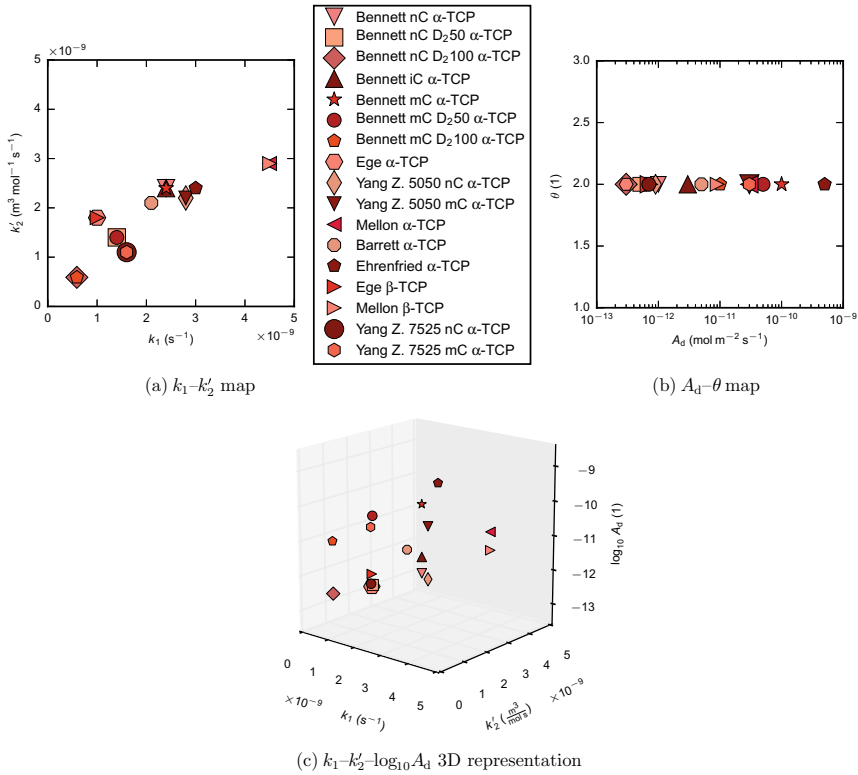 ×10⁻⁹
5
4
3
2
1
0
k′₂ (m³ mol⁻¹ s⁻¹)
0 1 2 3 4 5
k₁ (s⁻¹) ×10⁻⁹
(a) k₁–k′₂ map
Bennett nC α-TCP
Bennett nC D₂50 α-TCP
Bennett nC D₂100 α-TCP
Bennett iC α-TCP
Bennett mC α-TCP
Bennett mC D₂50 α-TCP
Bennett mC D₂100 α-TCP
Ege α-TCP
Yang Z. 5050 nC α-TCP
Yang Z. 5050 mC α-TCP
Mellon α-TCP
Barrett α-TCP
Ehrenfried α-TCP
Ege β-TCP
Mellon β-TCP
Yang Z. 7525 nC α-TCP
Yang Z. 7525 mC α-TCP
3.0
2.5
2.0
1.5
1.0
θ (1)
10⁻¹³ 10⁻¹² 10⁻¹¹ 10⁻¹⁰ 10⁻⁹
A_d (mol m⁻² s⁻¹)
(b) A_d–θ map
−9
−10
−11
−12
−13
log₁₀ A_d (1)
0 1 2 3 4 5
×10⁻⁹
k₁ (s⁻¹)
0 1 2 3 4 5
×10⁻⁹
k′₂ (m³/mol s)
(c) k₁–k′₂–log₁₀A_d 3D representation